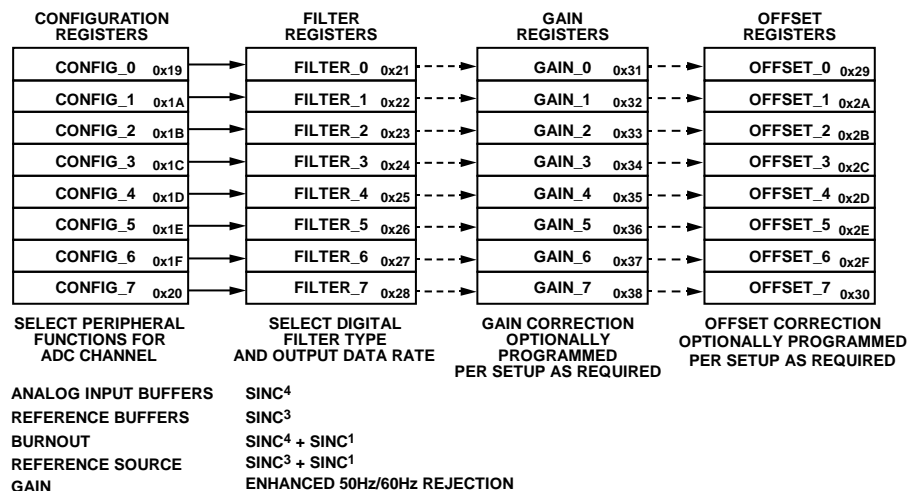 CONFIGURATION REGISTERS
FILTER REGISTERS
GAIN REGISTERS
OFFSET REGISTERS
CONFIG_0 0x19 FILTER_0 0x21 GAIN_0 0x31 OFFSET_0 0x29
CONFIG_1 0x1A FILTER_1 0x22 GAIN_1 0x32 OFFSET_1 0x2A
CONFIG_2 0x1B FILTER_2 0x23 GAIN_2 0x33 OFFSET_2 0x2B
CONFIG_3 0x1C FILTER_3 0x24 GAIN_3 0x34 OFFSET_3 0x2C
CONFIG_4 0x1D FILTER_4 0x25 GAIN_4 0x35 OFFSET_4 0x2D
CONFIG_5 0x1E FILTER_5 0x26 GAIN_5 0x36 OFFSET_5 0x2E
CONFIG_6 0x1F FILTER_6 0x27 GAIN_6 0x37 OFFSET_6 0x2F
CONFIG_7 0x20 FILTER_7 0x28 GAIN_7 0x38 OFFSET_7 0x30
SELECT PERIPHERAL
FUNCTIONS FOR
ADC CHANNEL
SELECT DIGITAL
FILTER TYPE
AND OUTPUT DATA RATE
GAIN CORRECTION
OPTIONALLY
PROGRAMMED
PER SETUP AS REQUIRED
OFFSET CORRECTION
OPTIONALLY PROGRAMMED
PER SETUP AS REQUIRED
ANALOG INPUT BUFFERS
REFERENCE BUFFERS
BURNOUT
REFERENCE SOURCE
GAIN
SINC⁴
SINC³
SINC⁴ + SINC¹
SINC³ + SINC¹
ENHANCED 50Hz/60Hz REJECTION